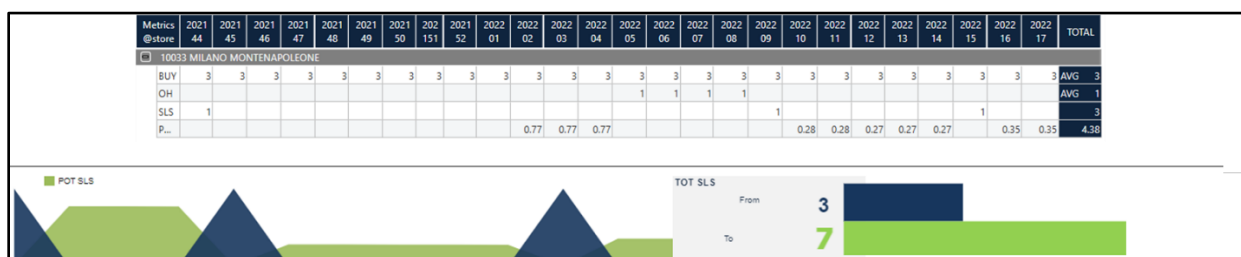 Metrics 2021 2021 2021 2021 2021 2021 2021 202 2021 2022 2022 2022 2022 2022 2022 2022 2022 2022 2022 2022 2022 2022 2022 2022 2022 2022 TOTAL
@store 44 45 46 47 48 49 50 151 52 01 02 03 04 05 06 07 08 09 10 11 12 13 14 15 16 17
10033 MILANO MONTENAPOLEONE
BUY 3 3 3 3 3 3 3 3 3 3 3 3 3 3 3 3 3 3 3 3 3 3 3 3 3 3 AVG 3
OH 1 1 1 1 AVG 1
SLS 1 1 1 3
P... 0.77 0.77 0.77 0.28 0.28 0.27 0.27 0.27 0.35 0.35 4.38
POT SLS
TOT SLS
From 3
To 7